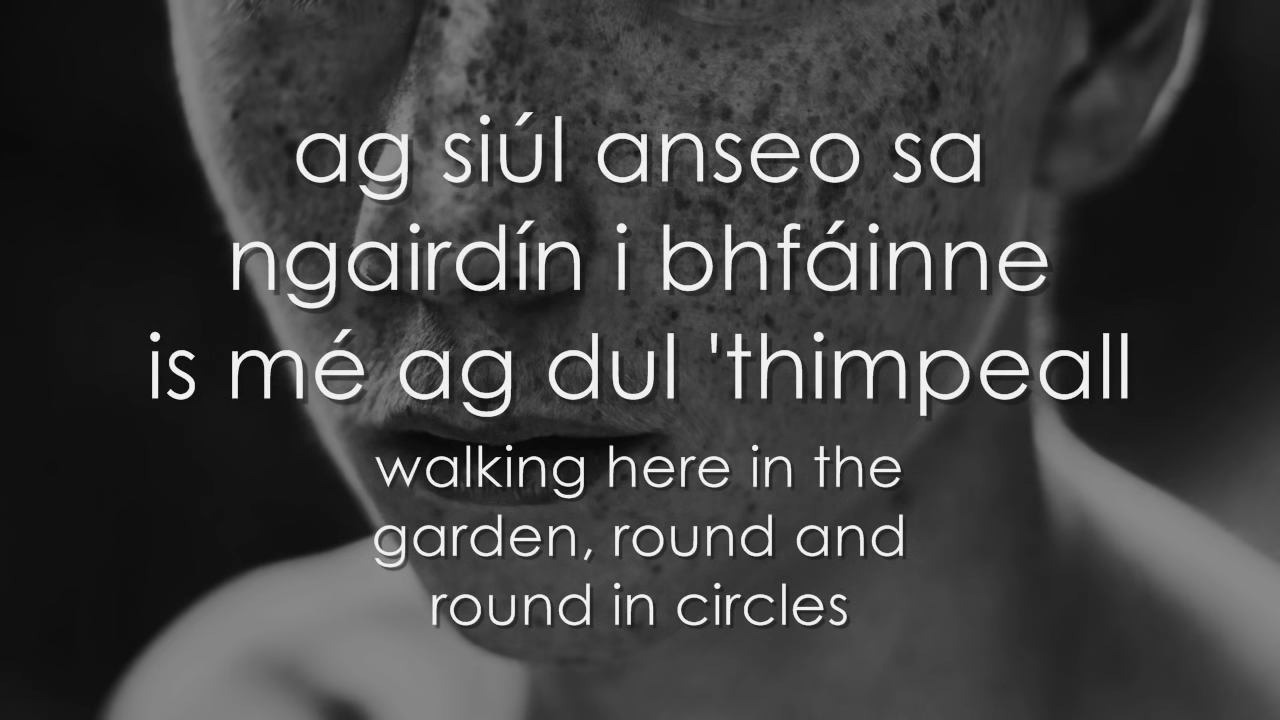 ag siúl anseo sa
ngairdín i bhfáinne
is mé ag dul 'thimpeall
walking here in the
garden, round and
round in circles